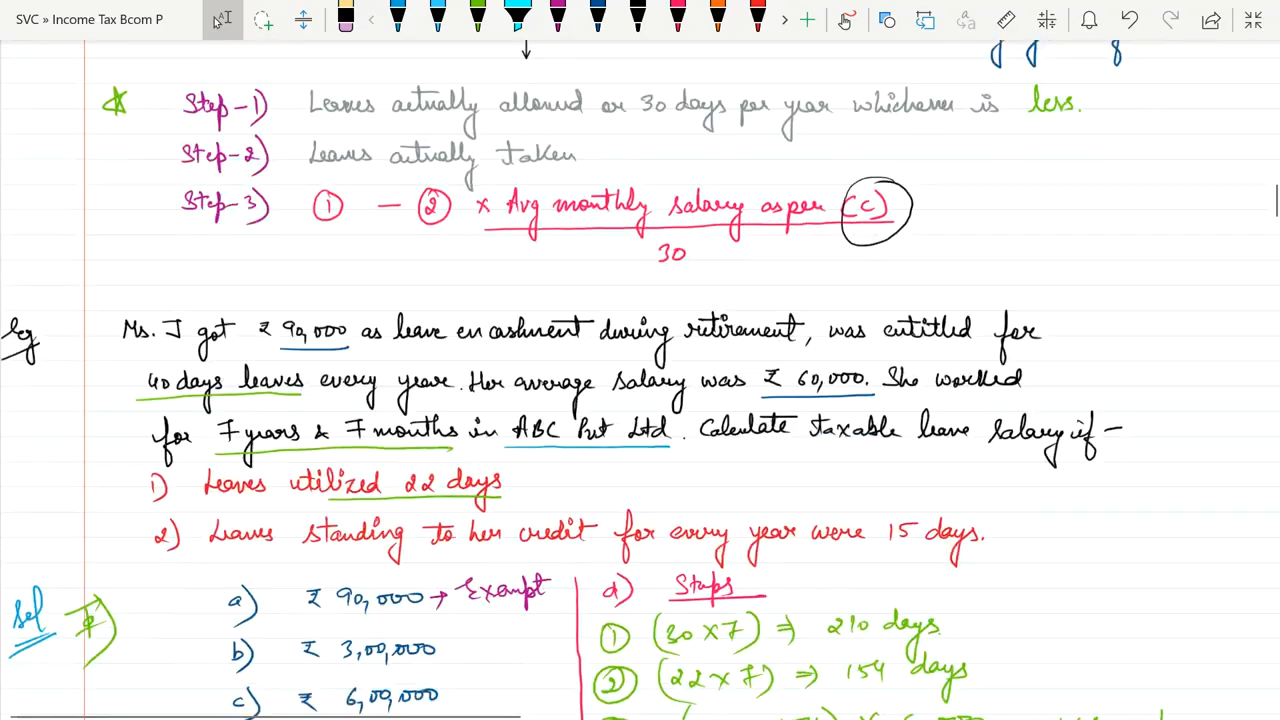 SVC » Income Tax Bcom P
Step-1) Leaves actually allowed or 30 days per year whichever is less.
Step-2) Leaves actually taken
Step-3) ① - ② x Avg monthly salary as per (c)
30
Eg Ms. J got ₹ 90,000 as leave encashment during retirement, was entitled for
40 days leaves every year. Her average salary was ₹ 60,000. She worked
for 7 years & 7 months in ABC Pvt Ltd. Calculate taxable leave salary if -
1) Leaves utilized 22 days
2) Leaves standing to her credit for every year were 15 days.
Sol
a) ₹ 90,000 → Exempt
b) ₹ 3,00,000
c) ₹ 6,00,000
d) Steps
① (30 x 7) ⇒ 210 days
② (22 x 7) ⇒ 154 days